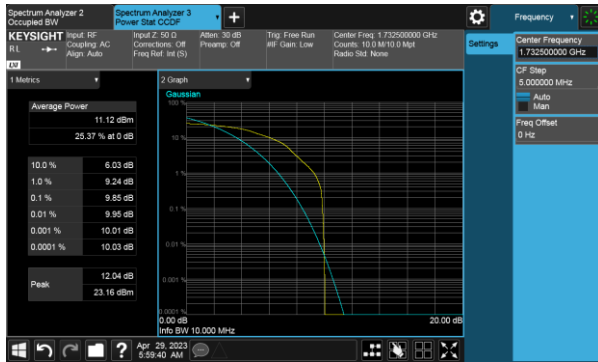 Spectrum Analyzer 2
Occupied BW
Spectrum Analyzer 3
Power Stat CCDF
+
Frequency
KEYSIGHT
Input: RF
Coupling: AC
Align: Auto
Input Z: 50 Ω
Corrections: Off
Freq Ref: Int (S)
Atten: 30 dB
Preamp: Off
Trig: Free Run
#IF Gain: Low
Center Freq: 1.732500000 GHz
Counts: 10.0 M/10.0 Mpt
Radio Std: None
RL
LXI
Settings
Center Frequency
1.732500000 GHz
CF Step
5.000000 MHz
Auto
Man
Freq Offset
0 Hz
1 Metrics
Average Power
11.12 dBm
25.37 % at 0 dB
10.0 % 6.03 dB
1.0 % 9.24 dB
0.1 % 9.85 dB
0.01 % 9.95 dB
0.001 % 10.01 dB
0.0001 % 10.03 dB
Peak
12.04 dB
23.16 dBm
2 Graph
Gaussian
100 %
10 %
1 %
0.1 %
0.01 %
0.001 %
0.0001 %
0.00 dB
20.00 dB
Info BW 10.000 MHz
?
Apr 29, 2023
5:59:40 AM